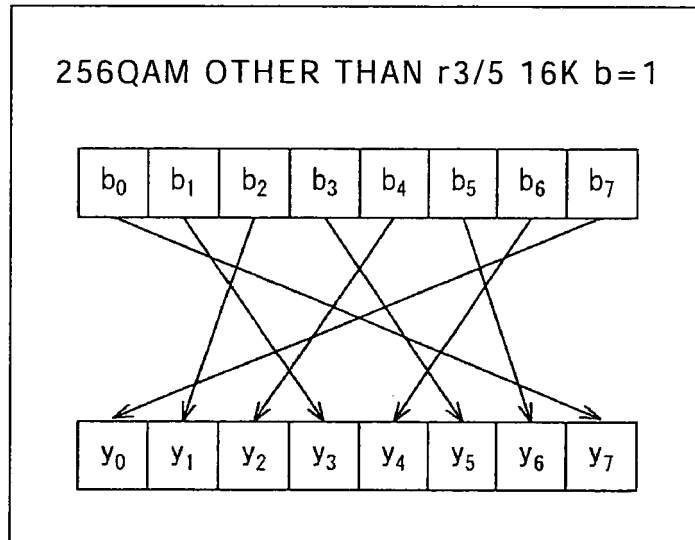 256QAM OTHER THAN r3/5 16K b=1
b₀ b₁ b₂ b₃ b₄ b₅ b₆ b₇
y₀ y₁ y₂ y₃ y₄ y₅ y₆ y₇